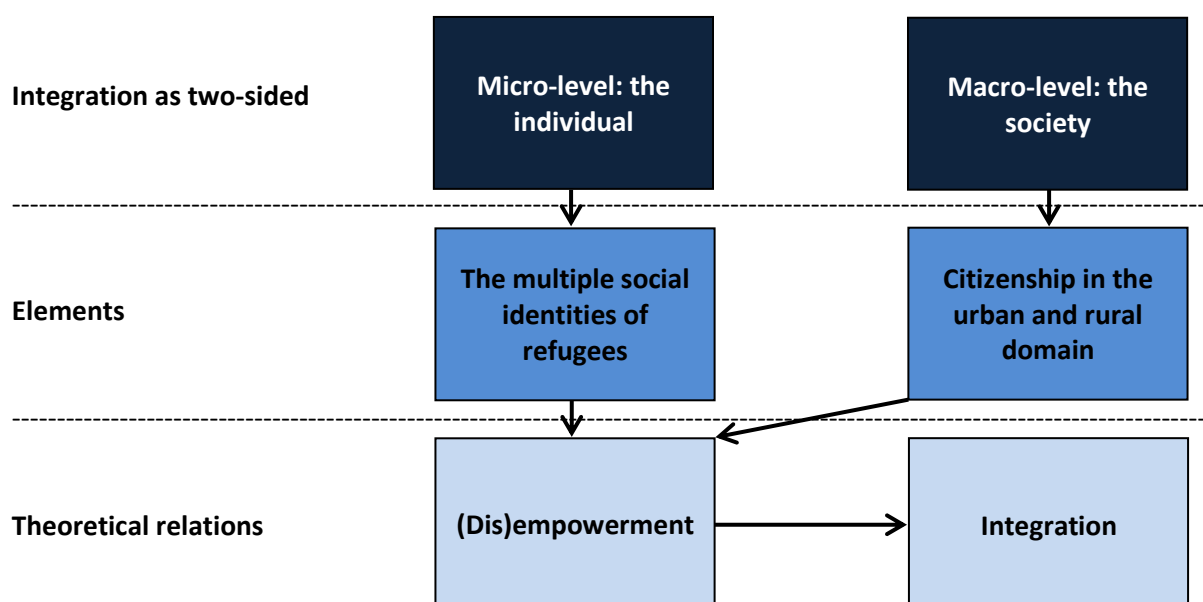 Integration as two-sided
Micro-level: the
individual
Macro-level: the
society
Elements
The multiple social
identities of
refugees
Citizenship in the
urban and rural
domain
Theoretical relations
(Dis)empowerment
Integration